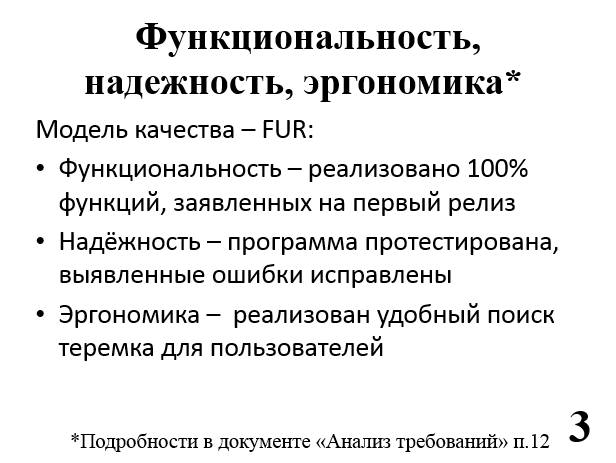 Функциональность,
надежность, эргономика*
Модель качества – FUR:
• Функциональность – реализовано 100%
функций, заявленных на первый релиз
• Надёжность – программа протестирована,
выявленные ошибки исправлены
• Эргономика –  реализован удобный поиск
теремка для пользователей
*Подробности в документе «Анализ требований» п.12
3